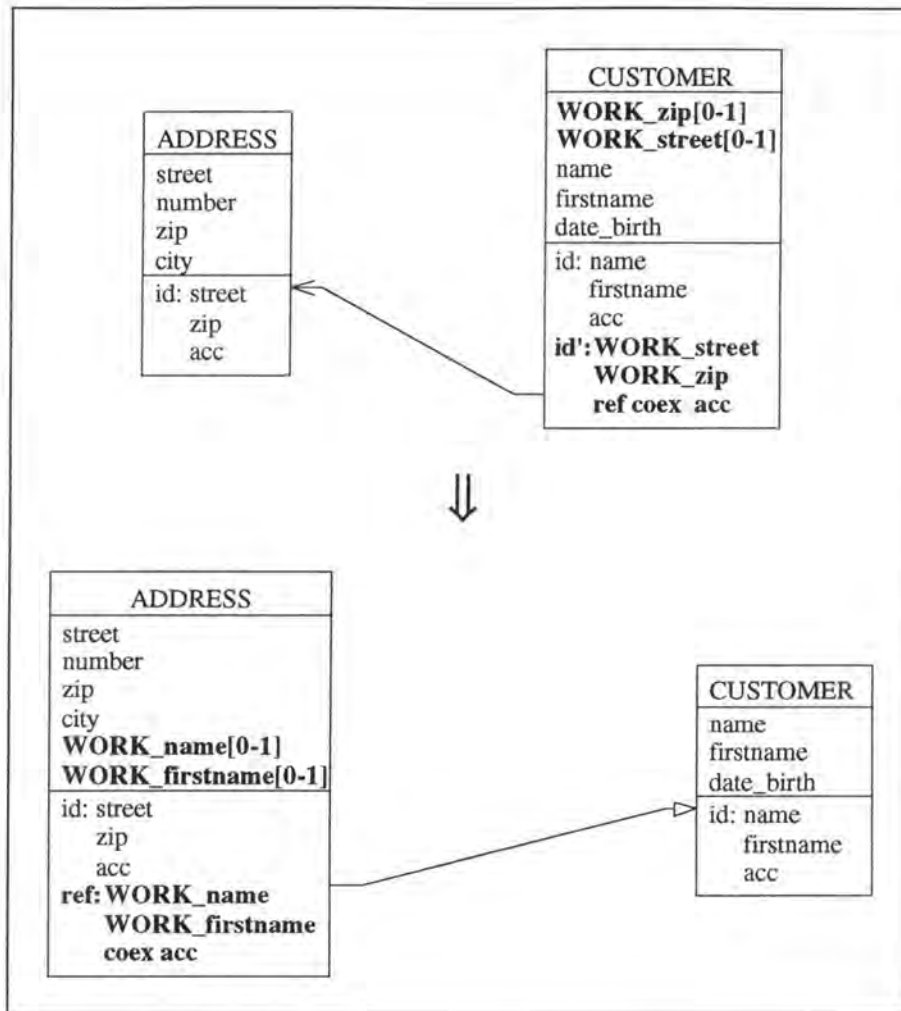 ADDRESS
street
number
zip
city
id: street
zip
acc
CUSTOMER
WORK_zip[0-1]
WORK_street[0-1]
name
firstname
date_birth
id: name
firstname
acc
id':WORK_street
WORK_zip
ref coex acc
⇓
ADDRESS
street
number
zip
city
WORK_name[0-1]
WORK_firstname[0-1]
id: street
zip
acc
ref: WORK_name
WORK_firstname
coex acc
CUSTOMER
name
firstname
date_birth
id: name
firstname
acc